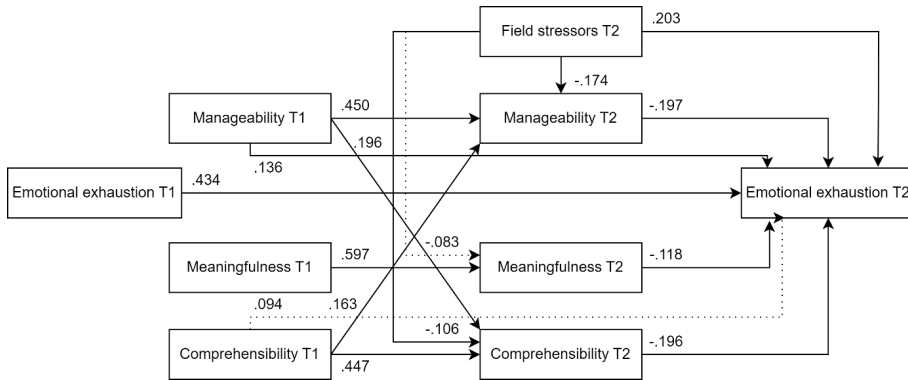 Field stressors T2
.203
-.174
Manageability T1
.450
Manageability T2
-.197
.196
.136
Emotional exhaustion T1
.434
Emotional exhaustion T2
Meaningfulness T1
.597
-.083
Meaningfulness T2
-.118
.094
.163
Comprehensibility T1
.447
-.106
Comprehensibility T2
-.196